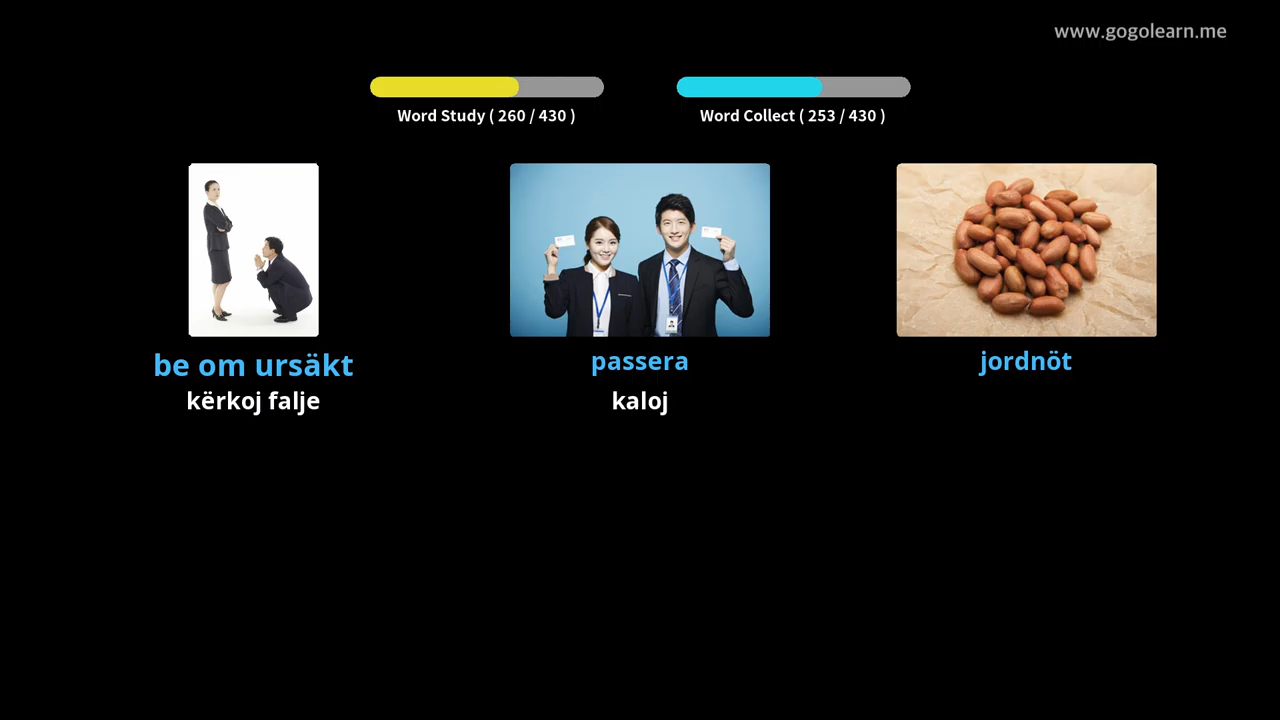 www.gogolearn.me
Word Study ( 260 / 430 )
Word Collect ( 253 / 430 )
be om ursäkt
kërkoj falje
passera
kaloj
jordnöt